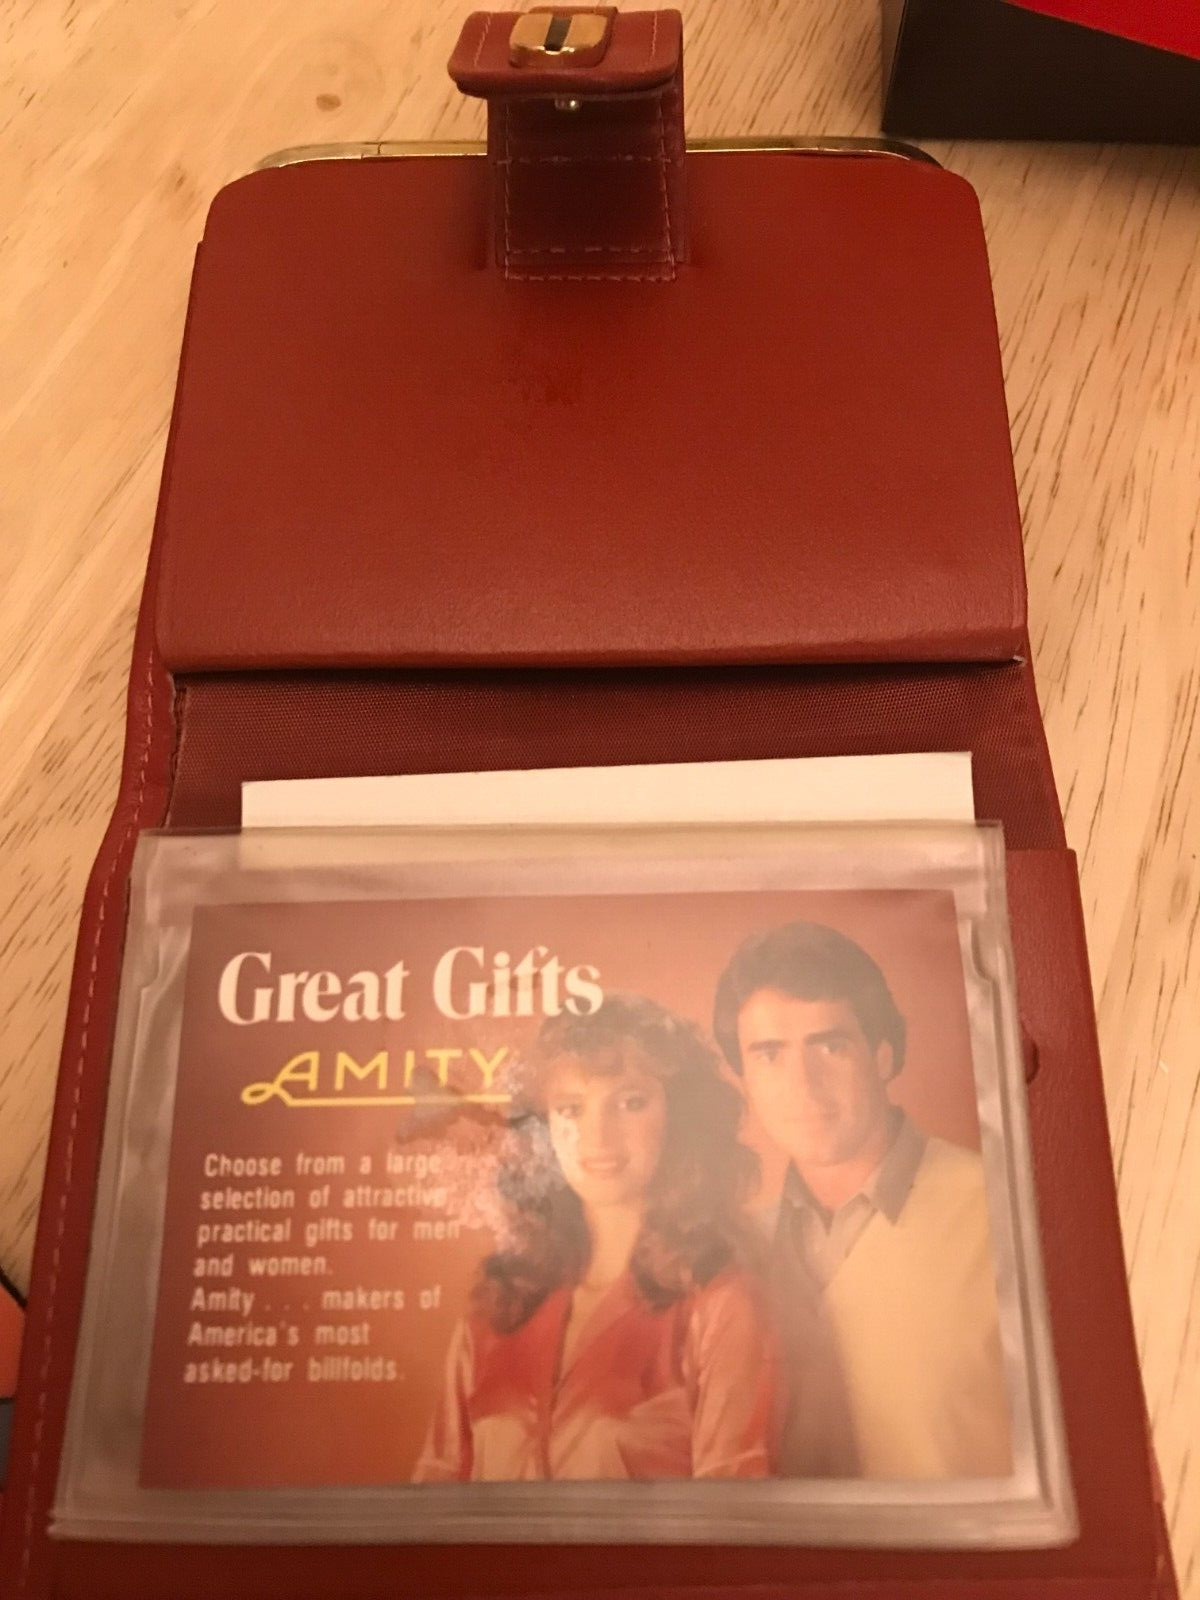 Great Gifts
AMITY
Choose from a large
selection of attractive,
practical gifts for men
and women.
Amity . . . makers of
America's most
asked-for billfolds.